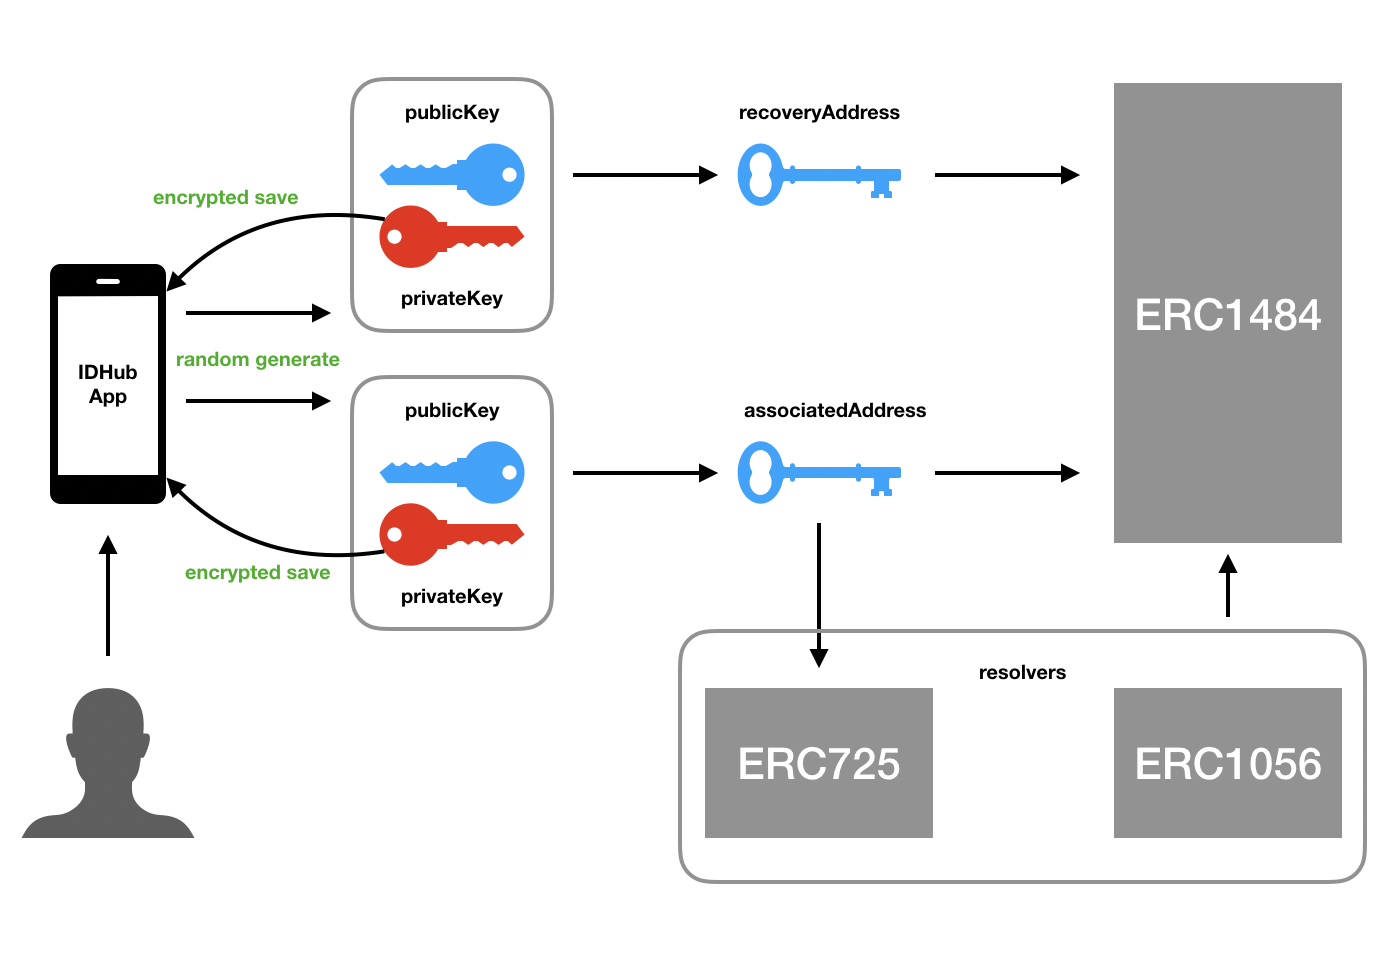 publicKey
recoveryAddress
encrypted save
privateKey
ERC1484
random generate
IDHub
App
publicKey
associatedAddress
encrypted save
privateKey
resolvers
ERC725
ERC1056